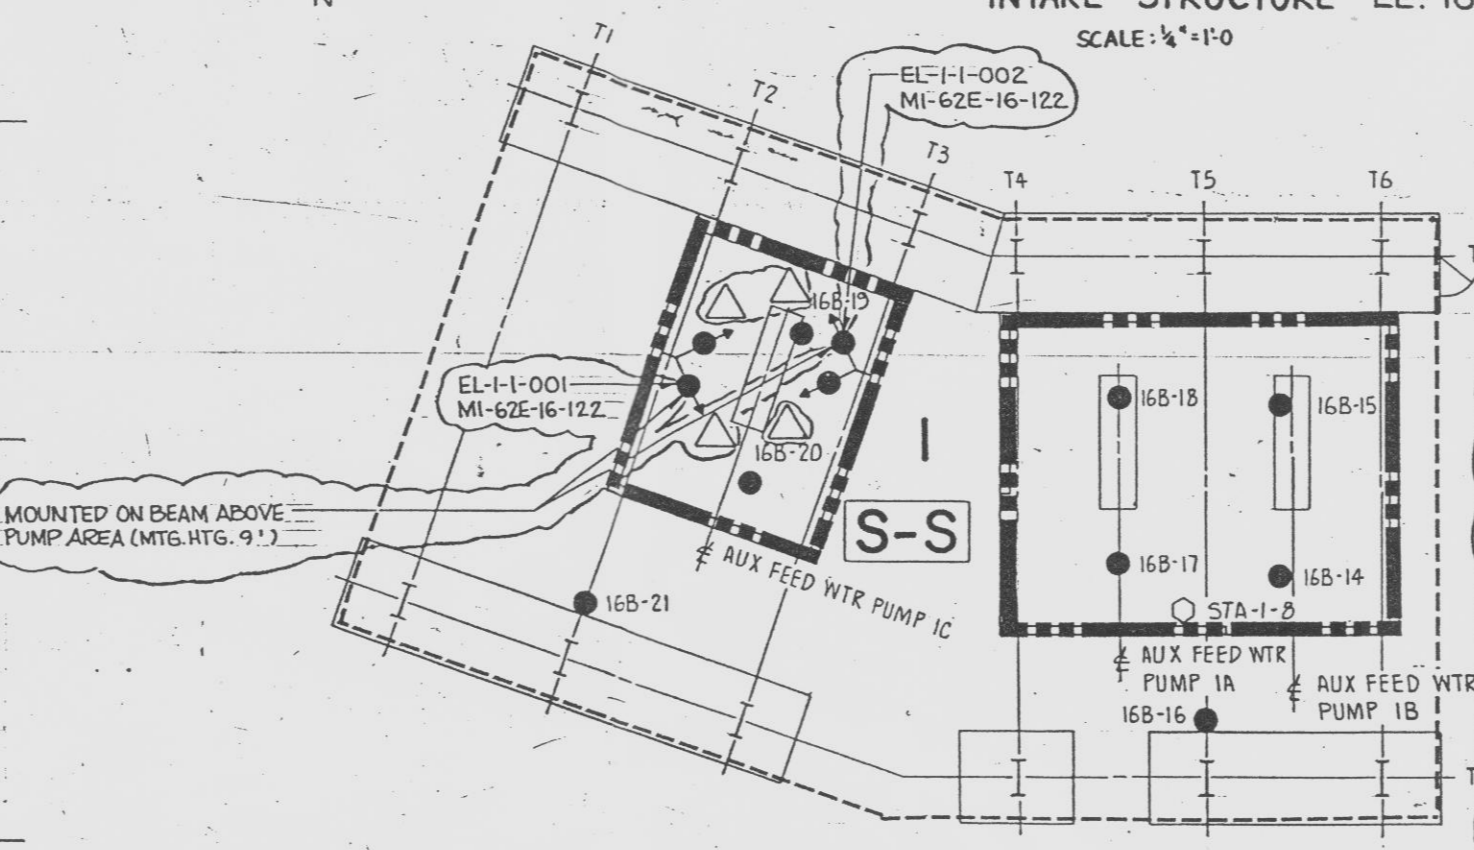 N
INTAKE STRUCTURE EL. 16
SCALE: ¼"=1'-0
T1
T2
T3
T4
T5
T6
EL-1-1-002
MI-62E-16-122
16B-19
EL-1-1-001
MI-62E-16-122
16B-20
16B-18
16B-15
I
S-S
MOUNTED ON BEAM ABOVE
PUMP AREA (MTG.HTG. 9')
℄ AUX FEED WTR PUMP 1C
16B-21
16B-17
16B-14
STA-1-8
℄ AUX FEED WTR
PUMP 1A
℄ AUX FEED WTR
PUMP 1B
16B-16
T
T